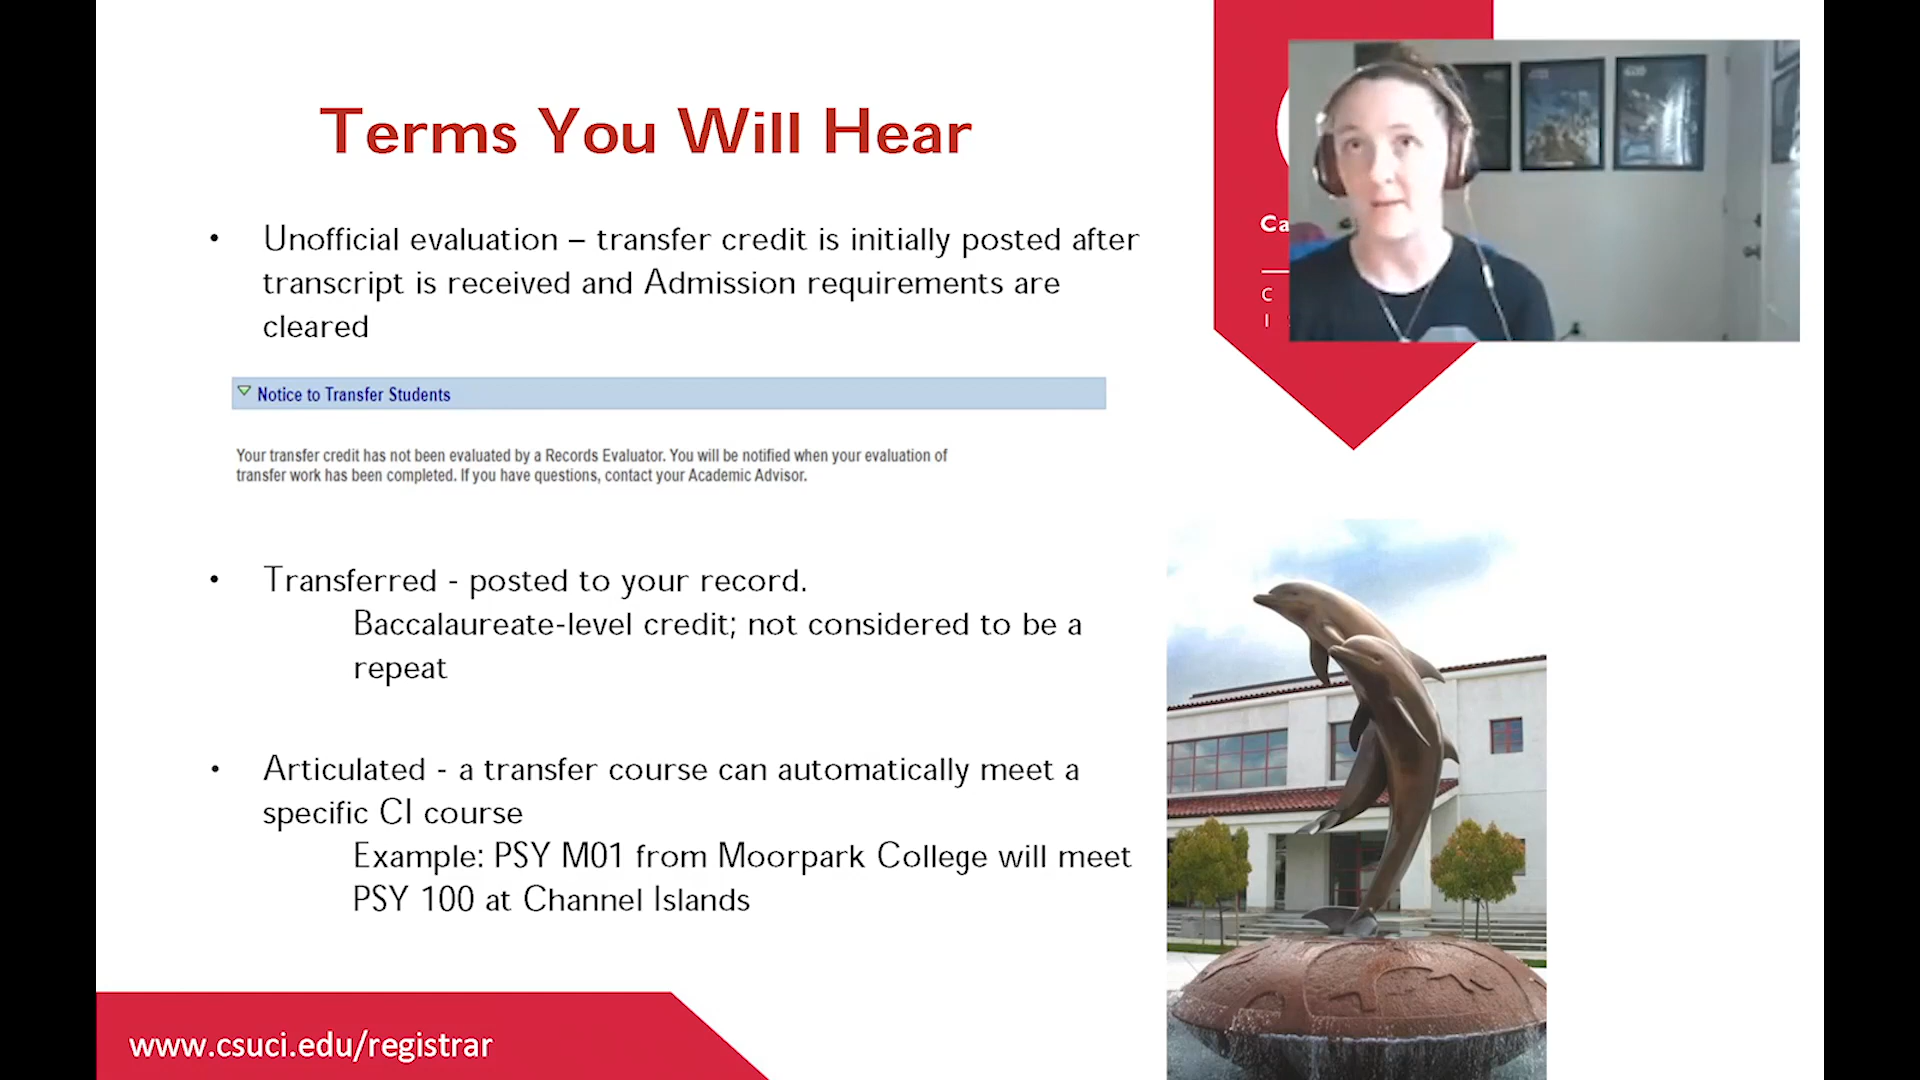 Terms You Will Hear
• Unofficial evaluation – transfer credit is initially posted after
transcript is received and Admission requirements are
cleared
Notice to Transfer Students
Your transfer credit has not been evaluated by a Records Evaluator. You will be notified when your evaluation of
transfer work has been completed. If you have questions, contact your Academic Advisor.
• Transferred - posted to your record.
Baccalaureate-level credit; not considered to be a
repeat
• Articulated - a transfer course can automatically meet a
specific CI course
Example: PSY M01 from Moorpark College will meet
PSY 100 at Channel Islands
www.csuci.edu/registrar
Ca
C
I